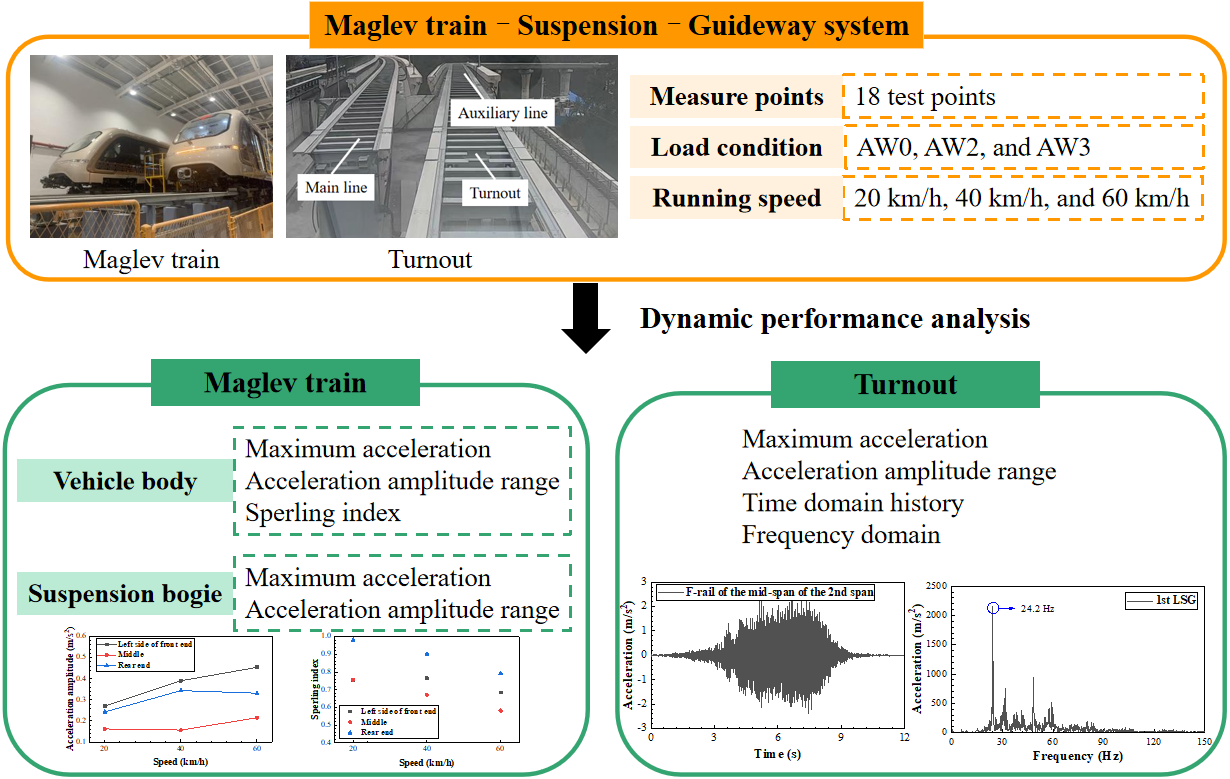 Maglev train - Suspension - Guideway system
Auxiliary line
Main line
Turnout
Maglev train
Turnout
Measure points
18 test points
Load condition
AW0, AW2, and AW3
Running speed
20 km/h, 40 km/h, and 60 km/h
Dynamic performance analysis
Maglev train
Vehicle body
Maximum acceleration
Acceleration amplitude range
Sperling index
Suspension bogie
Maximum acceleration
Acceleration amplitude range
Acceleration amplitude (m/s²)
0.6
0.5
0.4
0.3
0.2
0.1
Left side of front end
Middle
Rear end
20
40
60
Speed (km/h)
Sperling index
1.0
0.9
0.8
0.7
0.6
0.5
0.4
Left side of front end
Middle
Rear end
20
40
60
Speed (km/h)
Turnout
Maximum acceleration
Acceleration amplitude range
Time domain history
Frequency domain
Acceleration (m/s²)
3
2
1
0
-1
-2
-3
F-rail of the mid-span of the 2nd span
0
3
6
9
12
Time (s)
Acceleration (m/s²)
2500
2000
1500
1000
500
0
24.2 Hz
1st LSG
0
30
60
90
120
150
Frequency (Hz)